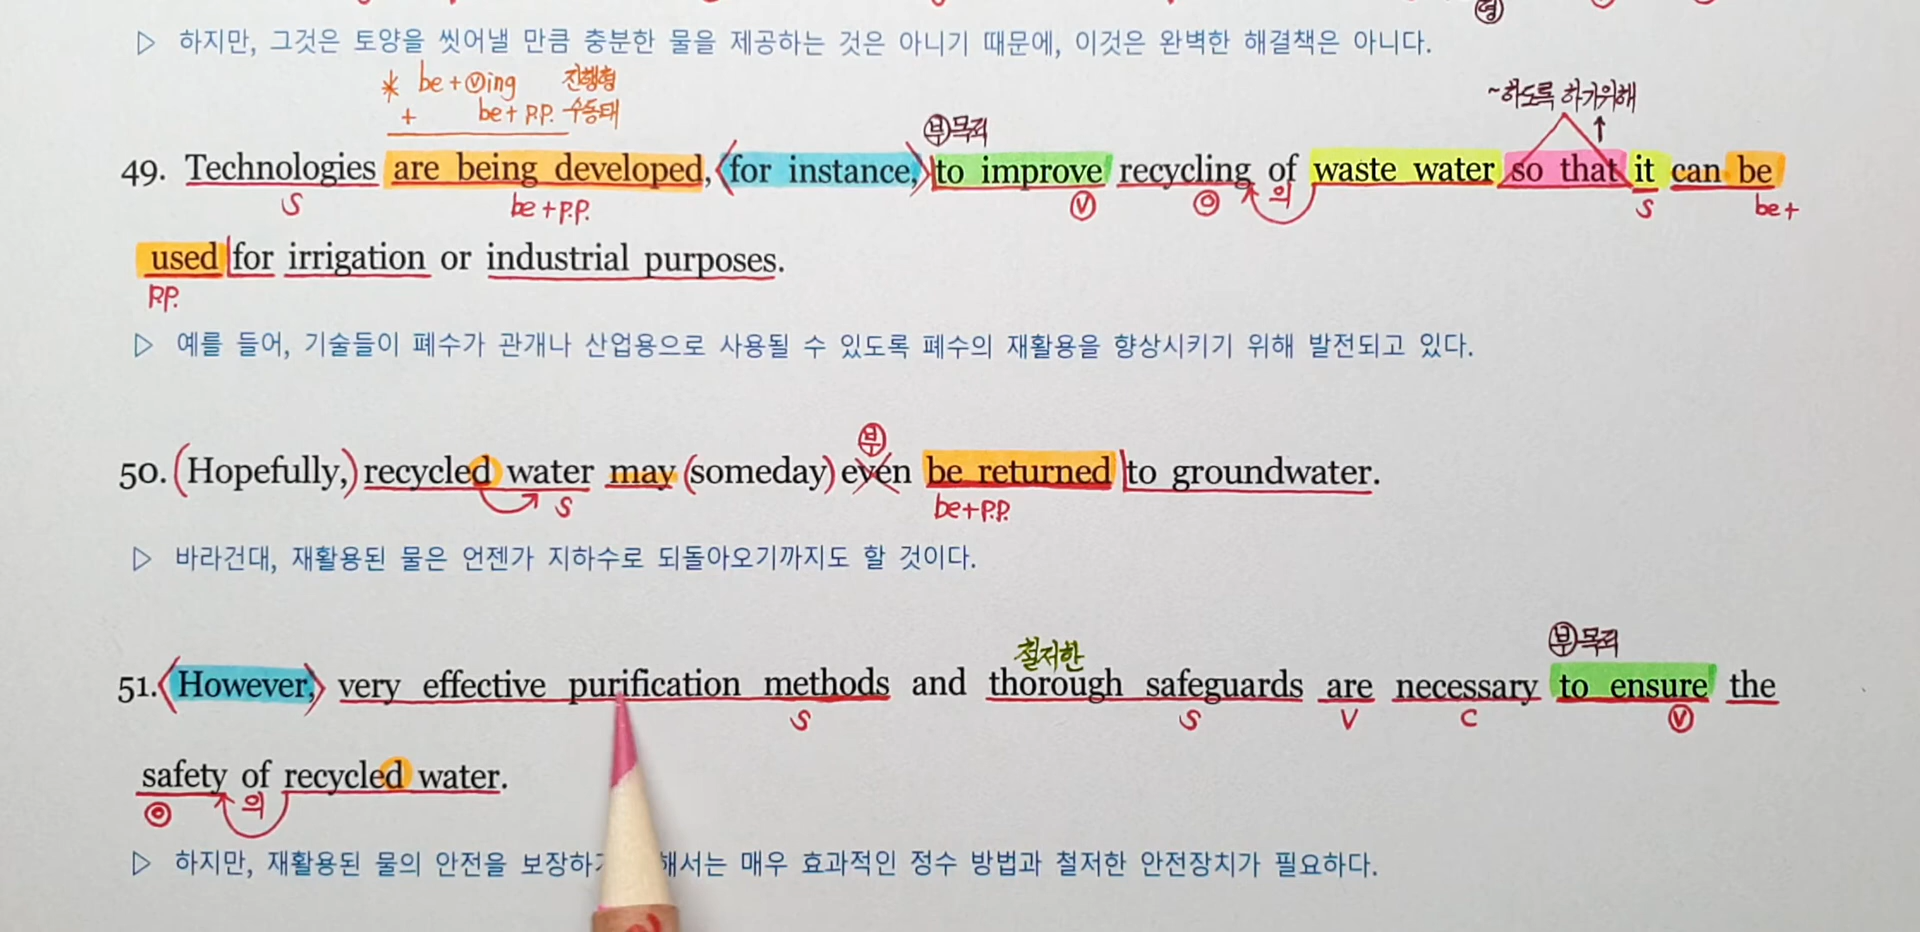 형
▷ 하지만, 그것은 토양을 씻어낼 만큼 충분한 물을 제공하는 것은 아니기 때문에, 이것은 완벽한 해결책은 아니다.
* be+ⓥing 진행형
+ be+P.P. 수동태
~하도록 하기위해
부 목적
49. Technologies are being developed, for instance, to improve recycling of waste water so that it can be
S be+P.P. V O 의 S be+
used for irrigation or industrial purposes.
P.P.
▷ 예를 들어, 기술들이 폐수가 관개나 산업용으로 사용될 수 있도록 폐수의 재활용을 향상시키기 위해 발전되고 있다.
부
50. (Hopefully,) recycled water may (someday) even be returned to groundwater.
S be+P.P.
▷ 바라건대, 재활용된 물은 언젠가 지하수로 되돌아오기까지도 할 것이다.
철저한 부 목적
51. However, very effective purification methods and thorough safeguards are necessary to ensure the
S S V C V
safety of recycled water.
O 의
▷ 하지만, 재활용된 물의 안전을 보장하 해서는 매우 효과적인 정수 방법과 철저한 안전장치가 필요하다.